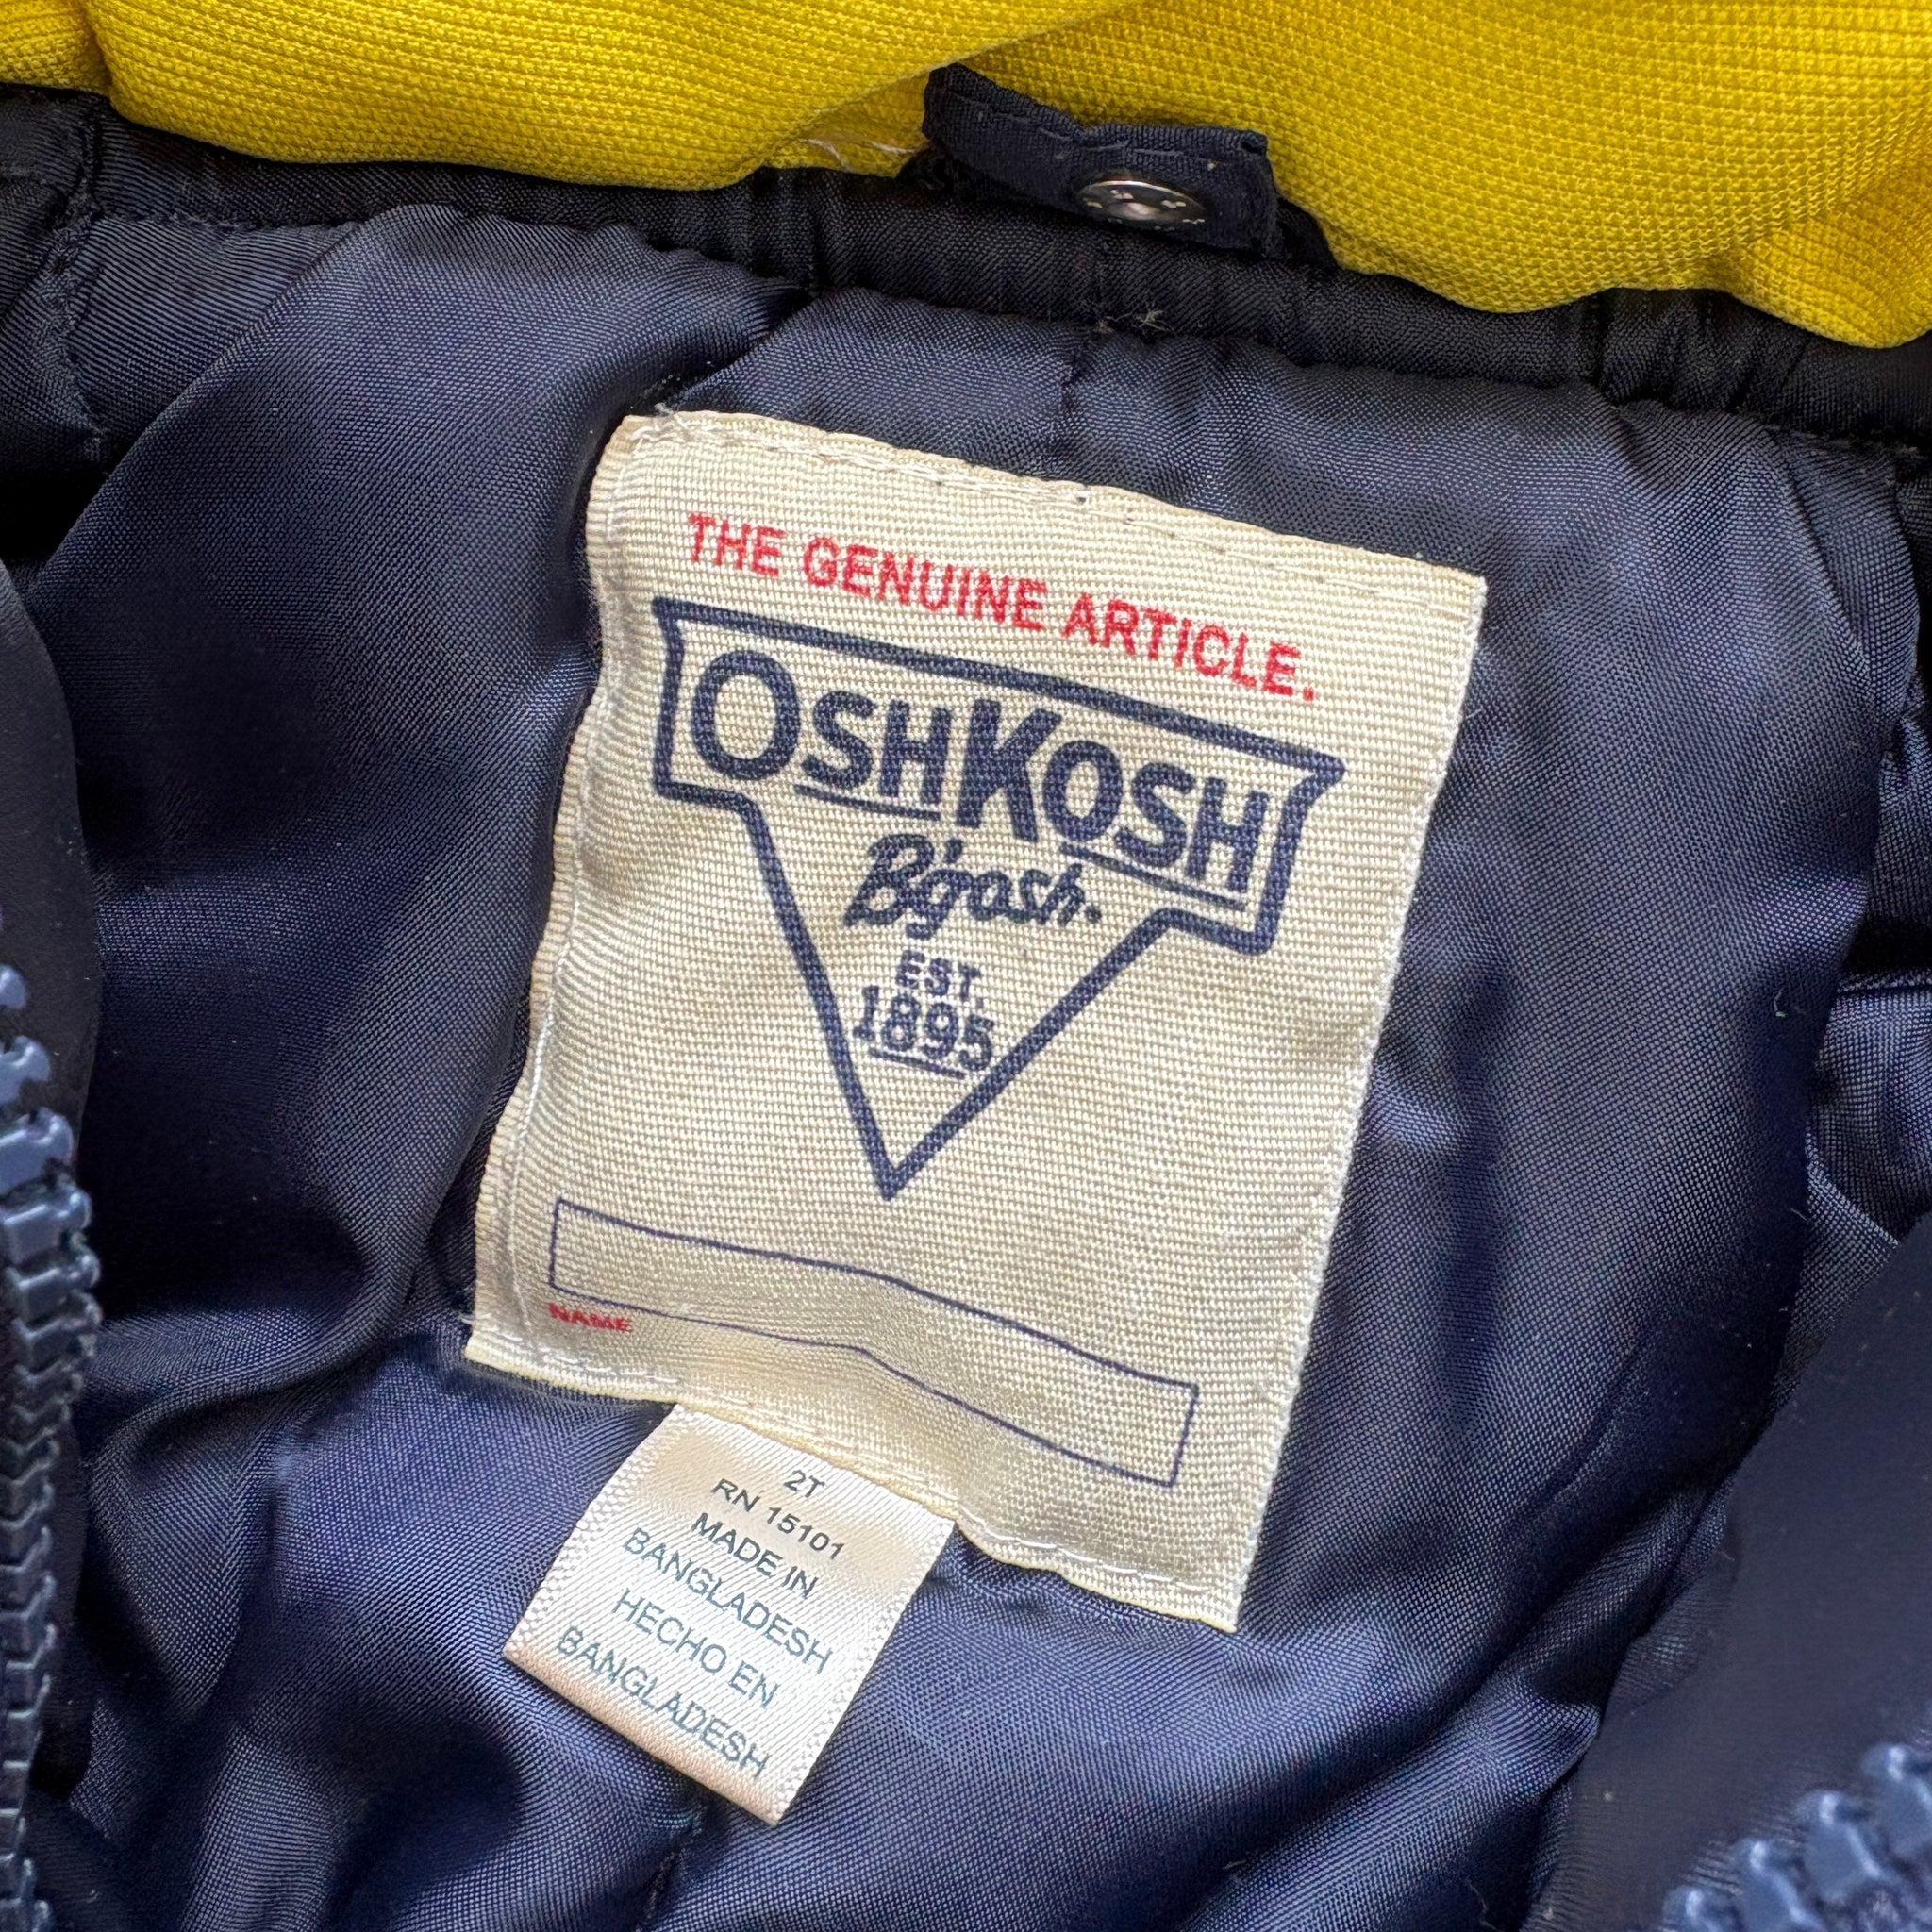 THE GENUINE ARTICLE.
OSHKOSH
B'gosh.
EST.
1895
NAME
2T
RN 15101
MADE IN
BANGLADESH
HECHO EN
BANGLADESH